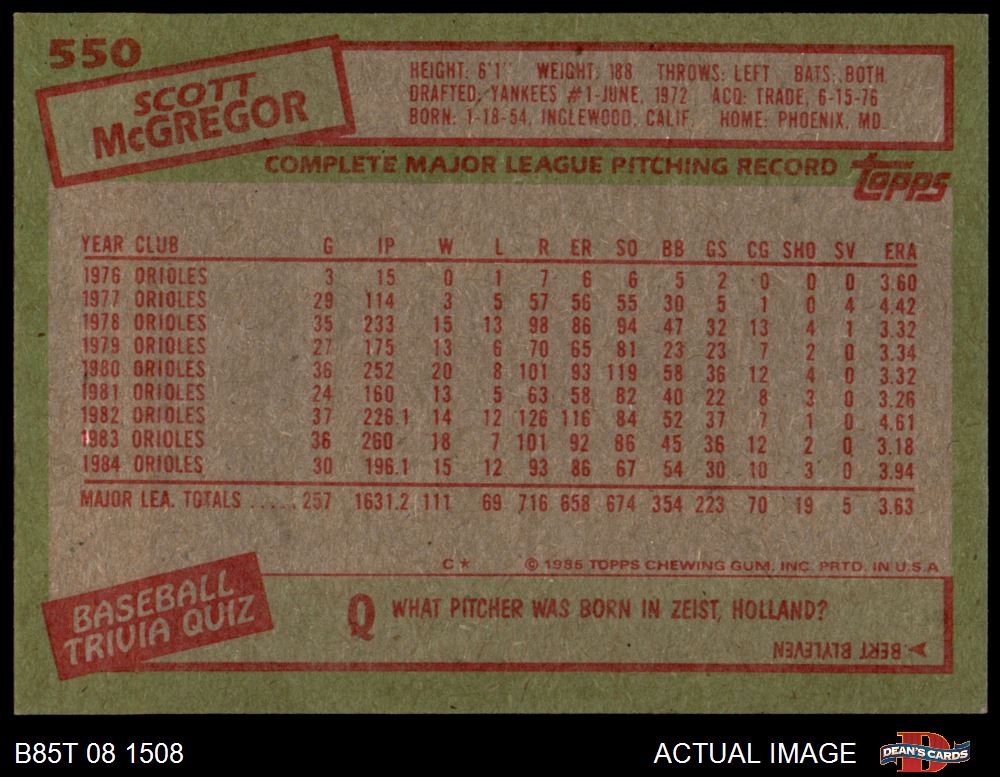 550
SCOTT
McGREGOR
HEIGHT: 6'1" WEIGHT: 188 THROWS: LEFT BATS: BOTH
DRAFTED: YANKEES #1-JUNE, 1972 ACQ: TRADE, 6-15-76
BORN: 1-18-54, INGLEWOOD, CALIF. HOME: PHOENIX, MD.
COMPLETE MAJOR LEAGUE PITCHING RECORD
Topps
YEAR CLUB G IP W L R ER SO BB GS CG SHO SV ERA
1976 ORIOLES 3 15 0 1 7 6 6 5 2 0 0 0 3.60
1977 ORIOLES 29 114 3 5 57 56 55 30 5 1 0 4 4.42
1978 ORIOLES 35 233 15 13 98 86 94 47 32 13 4 1 3.32
1979 ORIOLES 27 175 13 6 70 65 81 23 23 7 2 0 3.34
1980 ORIOLES 36 252 20 8 101 93 119 58 36 12 4 0 3.32
1981 ORIOLES 24 160 13 5 63 58 82 40 22 8 3 0 3.26
1982 ORIOLES 37 226.1 14 12 126 116 84 52 37 7 1 0 4.61
1983 ORIOLES 36 260 18 7 101 92 86 45 36 12 2 0 3.18
1984 ORIOLES 30 196.1 15 12 93 86 67 54 30 10 3 0 3.94
MAJOR LEA. TOTALS ..... 257 1631.2 111 69 716 658 674 354 223 70 19 5 3.63
C* © 1985 TOPPS CHEWING GUM, INC. PRTD. IN U.S.A
BASEBALL
TRIVIA QUIZ
Q WHAT PITCHER WAS BORN IN ZEIST, HOLLAND?
BERT BLYLEVEN
B85T 08 1508
ACTUAL IMAGE
D
DEAN'S CARDS